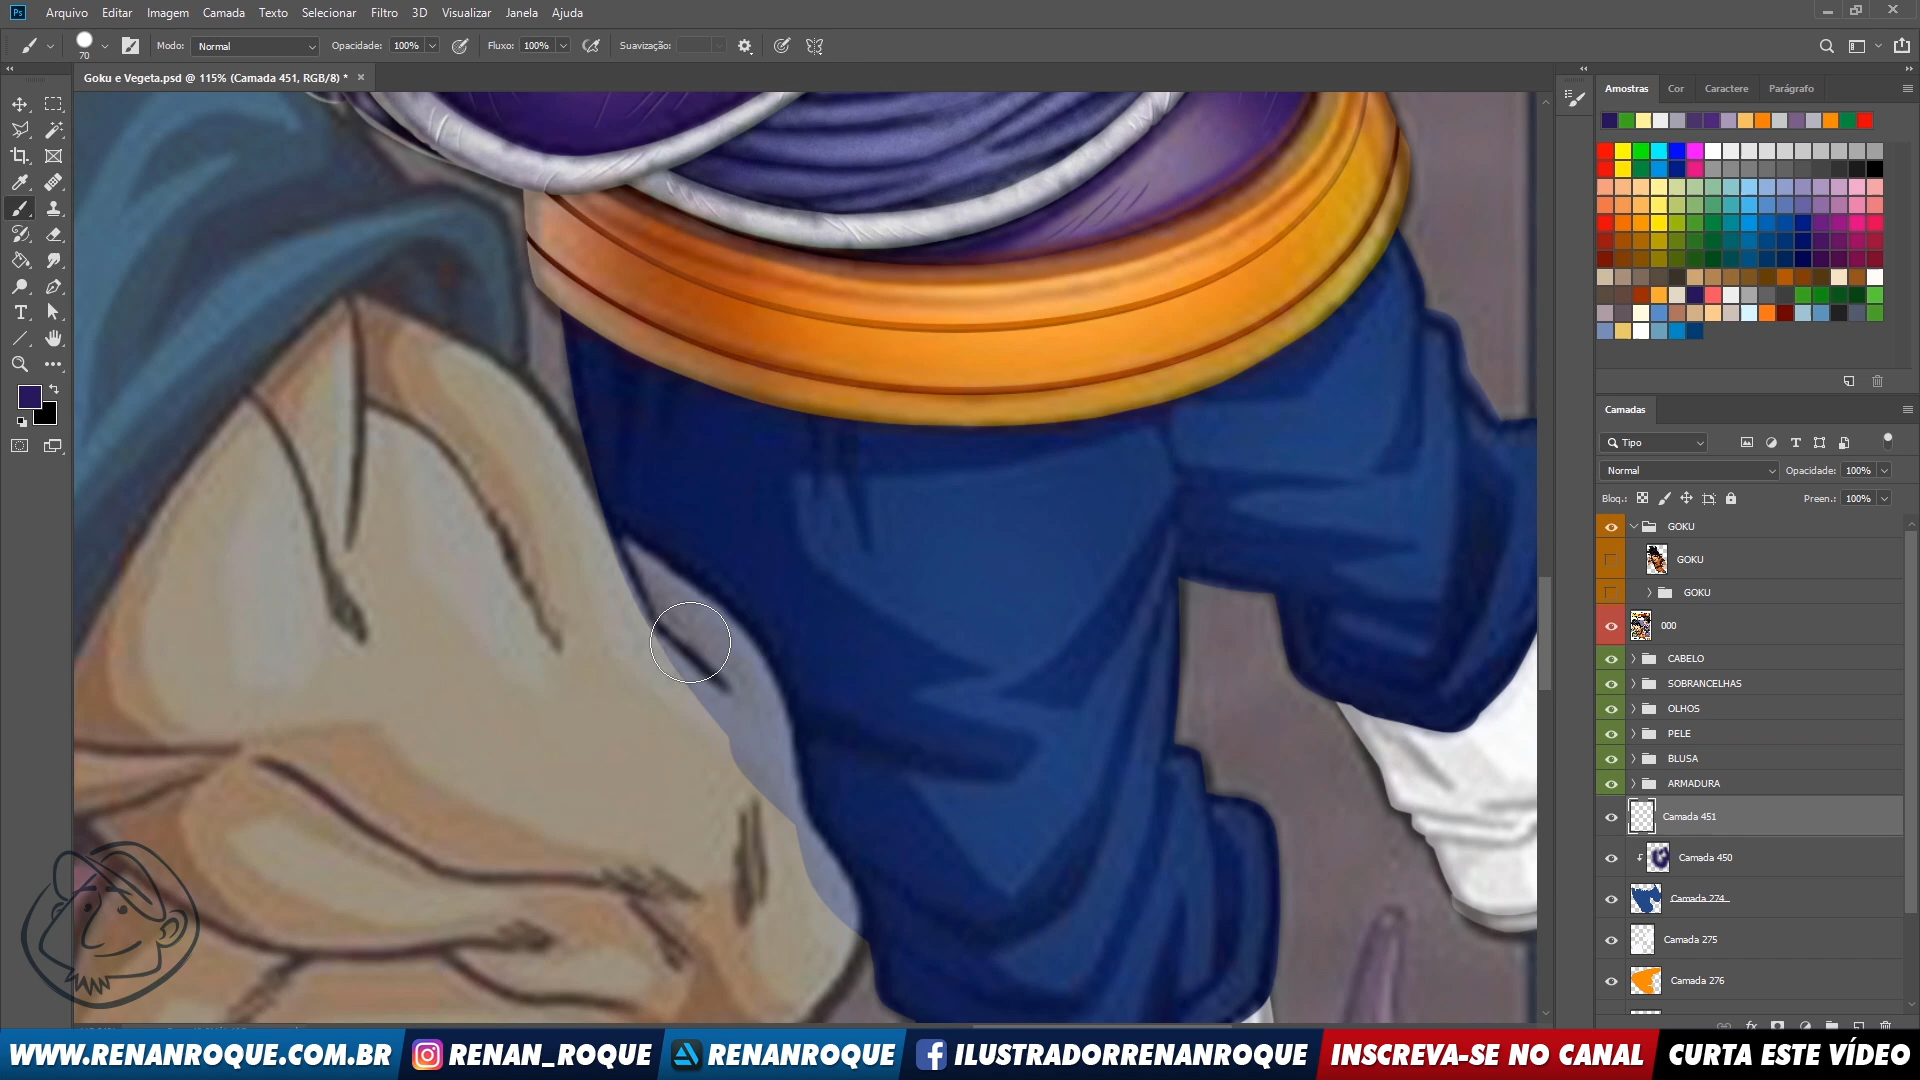 Ps Arquivo Editar Imagem Camada Texto Selecionar Filtro 3D Visualizar Janela Ajuda
70 Modo: Normal Opacidade: 100% Fluxo: 100% Suavização:
Goku e Vegeta.psd @ 115% (Camada 451, RGB/8) *
Amostras Cor Caractere Parágrafo
Camadas
Tipo
Normal Opacidade: 100%
Bloq.: Preen.: 100%
GOKU
GOKU
GOKU
000
CABELO
SOBRANCELHAS
OLHOS
PELE
BLUSA
ARMADURA
Camada 451
Camada 450
Camada 274
Camada 275
Camada 276
WWW.RENANROQUE.COM.BR RENAN_ROQUE RENANROQUE ILUSTRADORRENANROQUE INSCREVA-SE NO CANAL CURTA ESTE VÍDEO